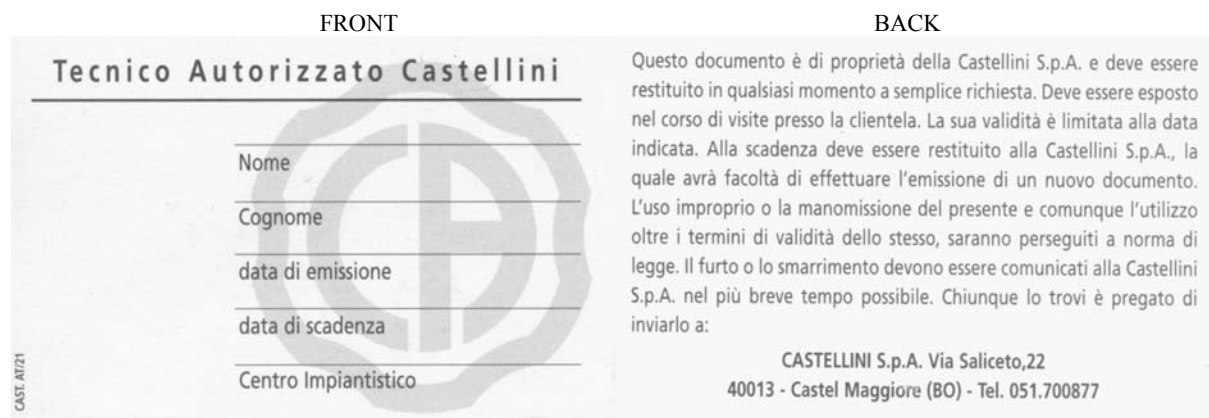 FRONT
Tecnico Autorizzato Castellini
Nome
Cognome
data di emissione
data di scadenza
Centro Impiantistico
CAST. AT/21
BACK
Questo documento è di proprietà della Castellini S.p.A. e deve essere
restituito in qualsiasi momento a semplice richiesta. Deve essere esposto
nel corso di visite presso la clientela. La sua validità è limitata alla data
indicata. Alla scadenza deve essere restituito alla Castellini S.p.A., la
quale avrà facoltà di effettuare l'emissione di un nuovo documento.
L'uso improprio o la manomissione del presente e comunque l'utilizzo
oltre i termini di validità dello stesso, saranno perseguiti a norma di
legge. Il furto o lo smarrimento devono essere comunicati alla Castellini
S.p.A. nel più breve tempo possibile. Chiunque lo trovi è pregato di
inviarlo a:
CASTELLINI S.p.A. Via Saliceto,22
40013 - Castel Maggiore (BO) - Tel. 051.700877